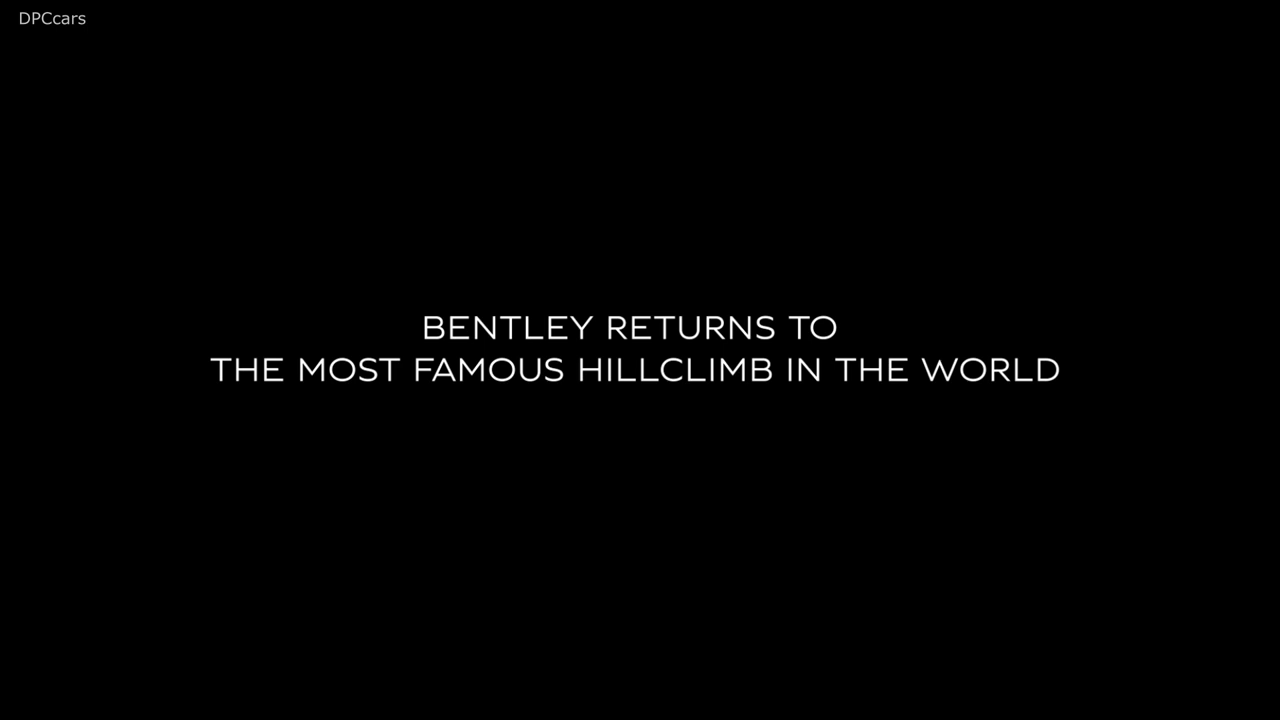 DPCcars
BENTLEY RETURNS TO
THE MOST FAMOUS HILLCLIMB IN THE WORLD